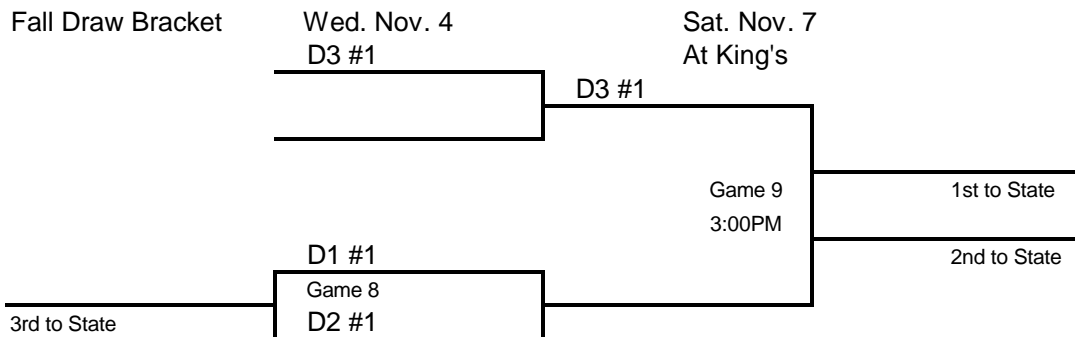 Fall Draw Bracket Wed. Nov. 4 Sat. Nov. 7
D3 #1 At King's
D3 #1
Game 9 1st to State
3:00PM
D1 #1 2nd to State
Game 8
3rd to State D2 #1